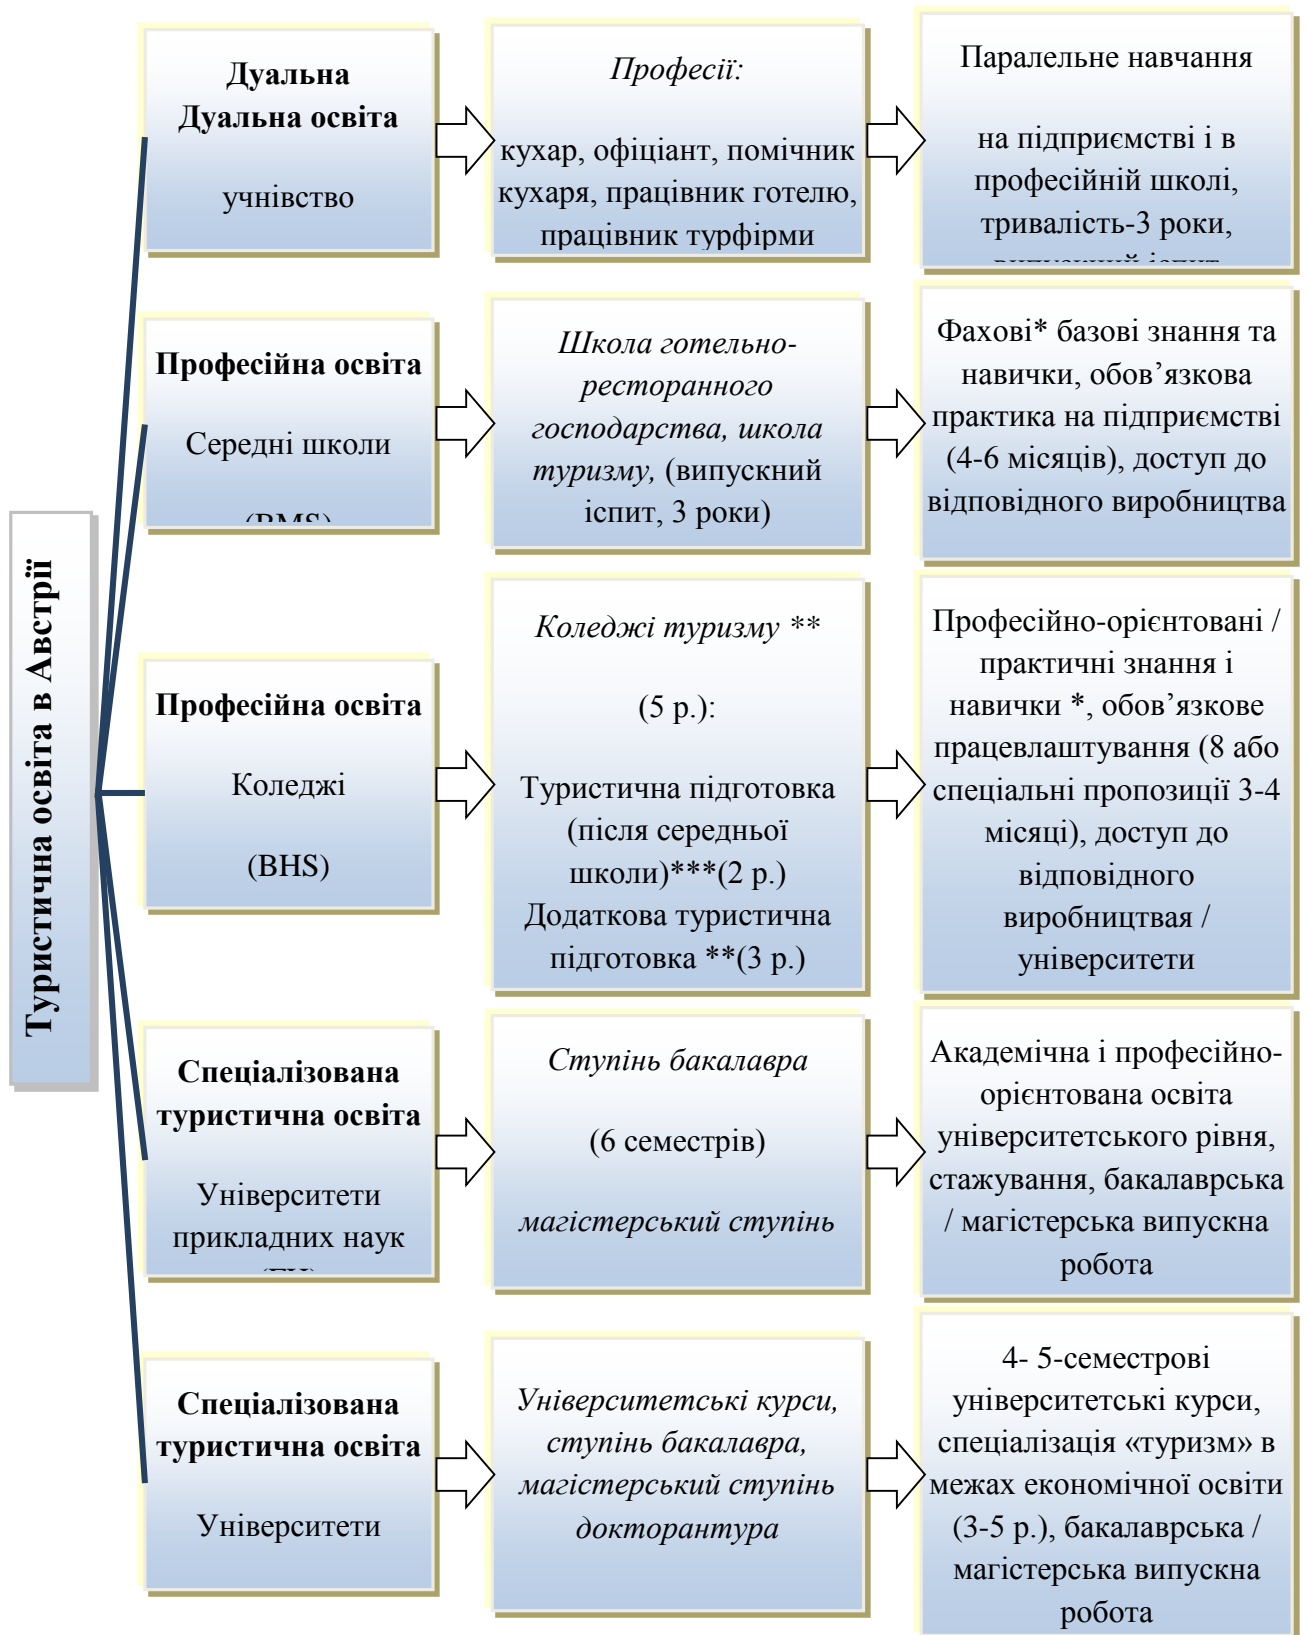 Туристична освіта в Австрії
Дуальна
Дуальна освіта
учнівство
Професії:
кухар, офіціант, помічник
кухаря, працівник готелю,
працівник турфірми
Паралельне навчання
на підприємстві і в
професійній школі,
тривалість-3 роки,
випускний іспит
Професійна освіта
Середні школи
(BMS)
Школа готельно-
ресторанного
господарства, школа
туризму, (випускний
іспит, 3 роки)
Фахові* базові знання та
навички, обов’язкова
практика на підприємстві
(4-6 місяців), доступ до
відповідного виробництва
Професійна освіта
Коледжі
(BHS)
Коледжі туризму **
(5 р.):
Туристична підготовка
(після середньої
школи)***(2 р.)
Додаткова туристична
підготовка **(3 р.)
Професійно-орієнтовані /
практичні знання і
навички *, обов’язкове
працевлаштування (8 або
спеціальні пропозиції 3-4
місяці), доступ до
відповідного
виробництвая /
університети
Спеціалізована
туристична освіта
Університети
прикладних наук
Ступінь бакалавра
(6 семестрів)
магістерський ступінь
Академічна і професійно-
орієнтована освіта
університетського рівня,
стажування, бакалаврська
/ магістерська випускна
робота
Спеціалізована
туристична освіта
Університети
Університетські курси,
ступінь бакалавра,
магістерський ступінь
докторантура
4- 5-семестрові
університетські курси,
спеціалізація «туризм» в
межах економічної освіти
(3-5 р.), бакалаврська /
магістерська випускна
робота